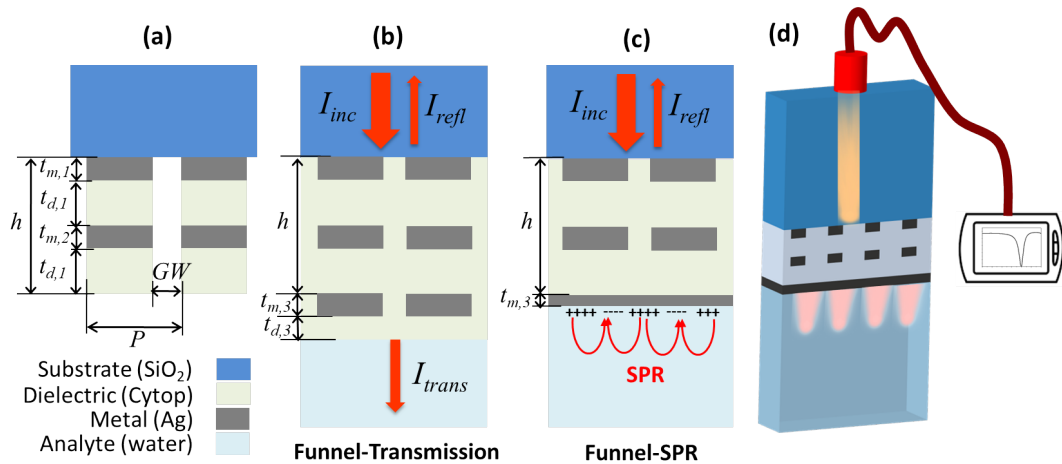 (a)
(b)
(c)
(d)
I_inc
I_refl
I_inc
I_refl
t_m,1
t_d,1
h
t_m,2
t_d,1
GW
P
h
t_m,3
t_d,3
I_trans
h
t_m,3
++++ ---- ++++ ---- +++
SPR
Substrate (SiO₂)
Dielectric (Cytop)
Metal (Ag)
Analyte (water)
Funnel-Transmission
Funnel-SPR